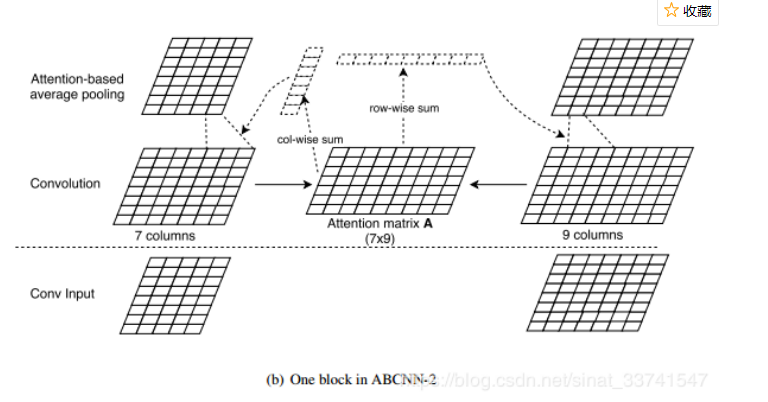 收藏
Attention-based
average pooling
col-wise sum
row-wise sum
Convolution
7 columns
Attention matrix A
(7x9)
9 columns
Conv Input
(b) One block in ABCNN-2
https://blog.csdn.net/sinat_33741547